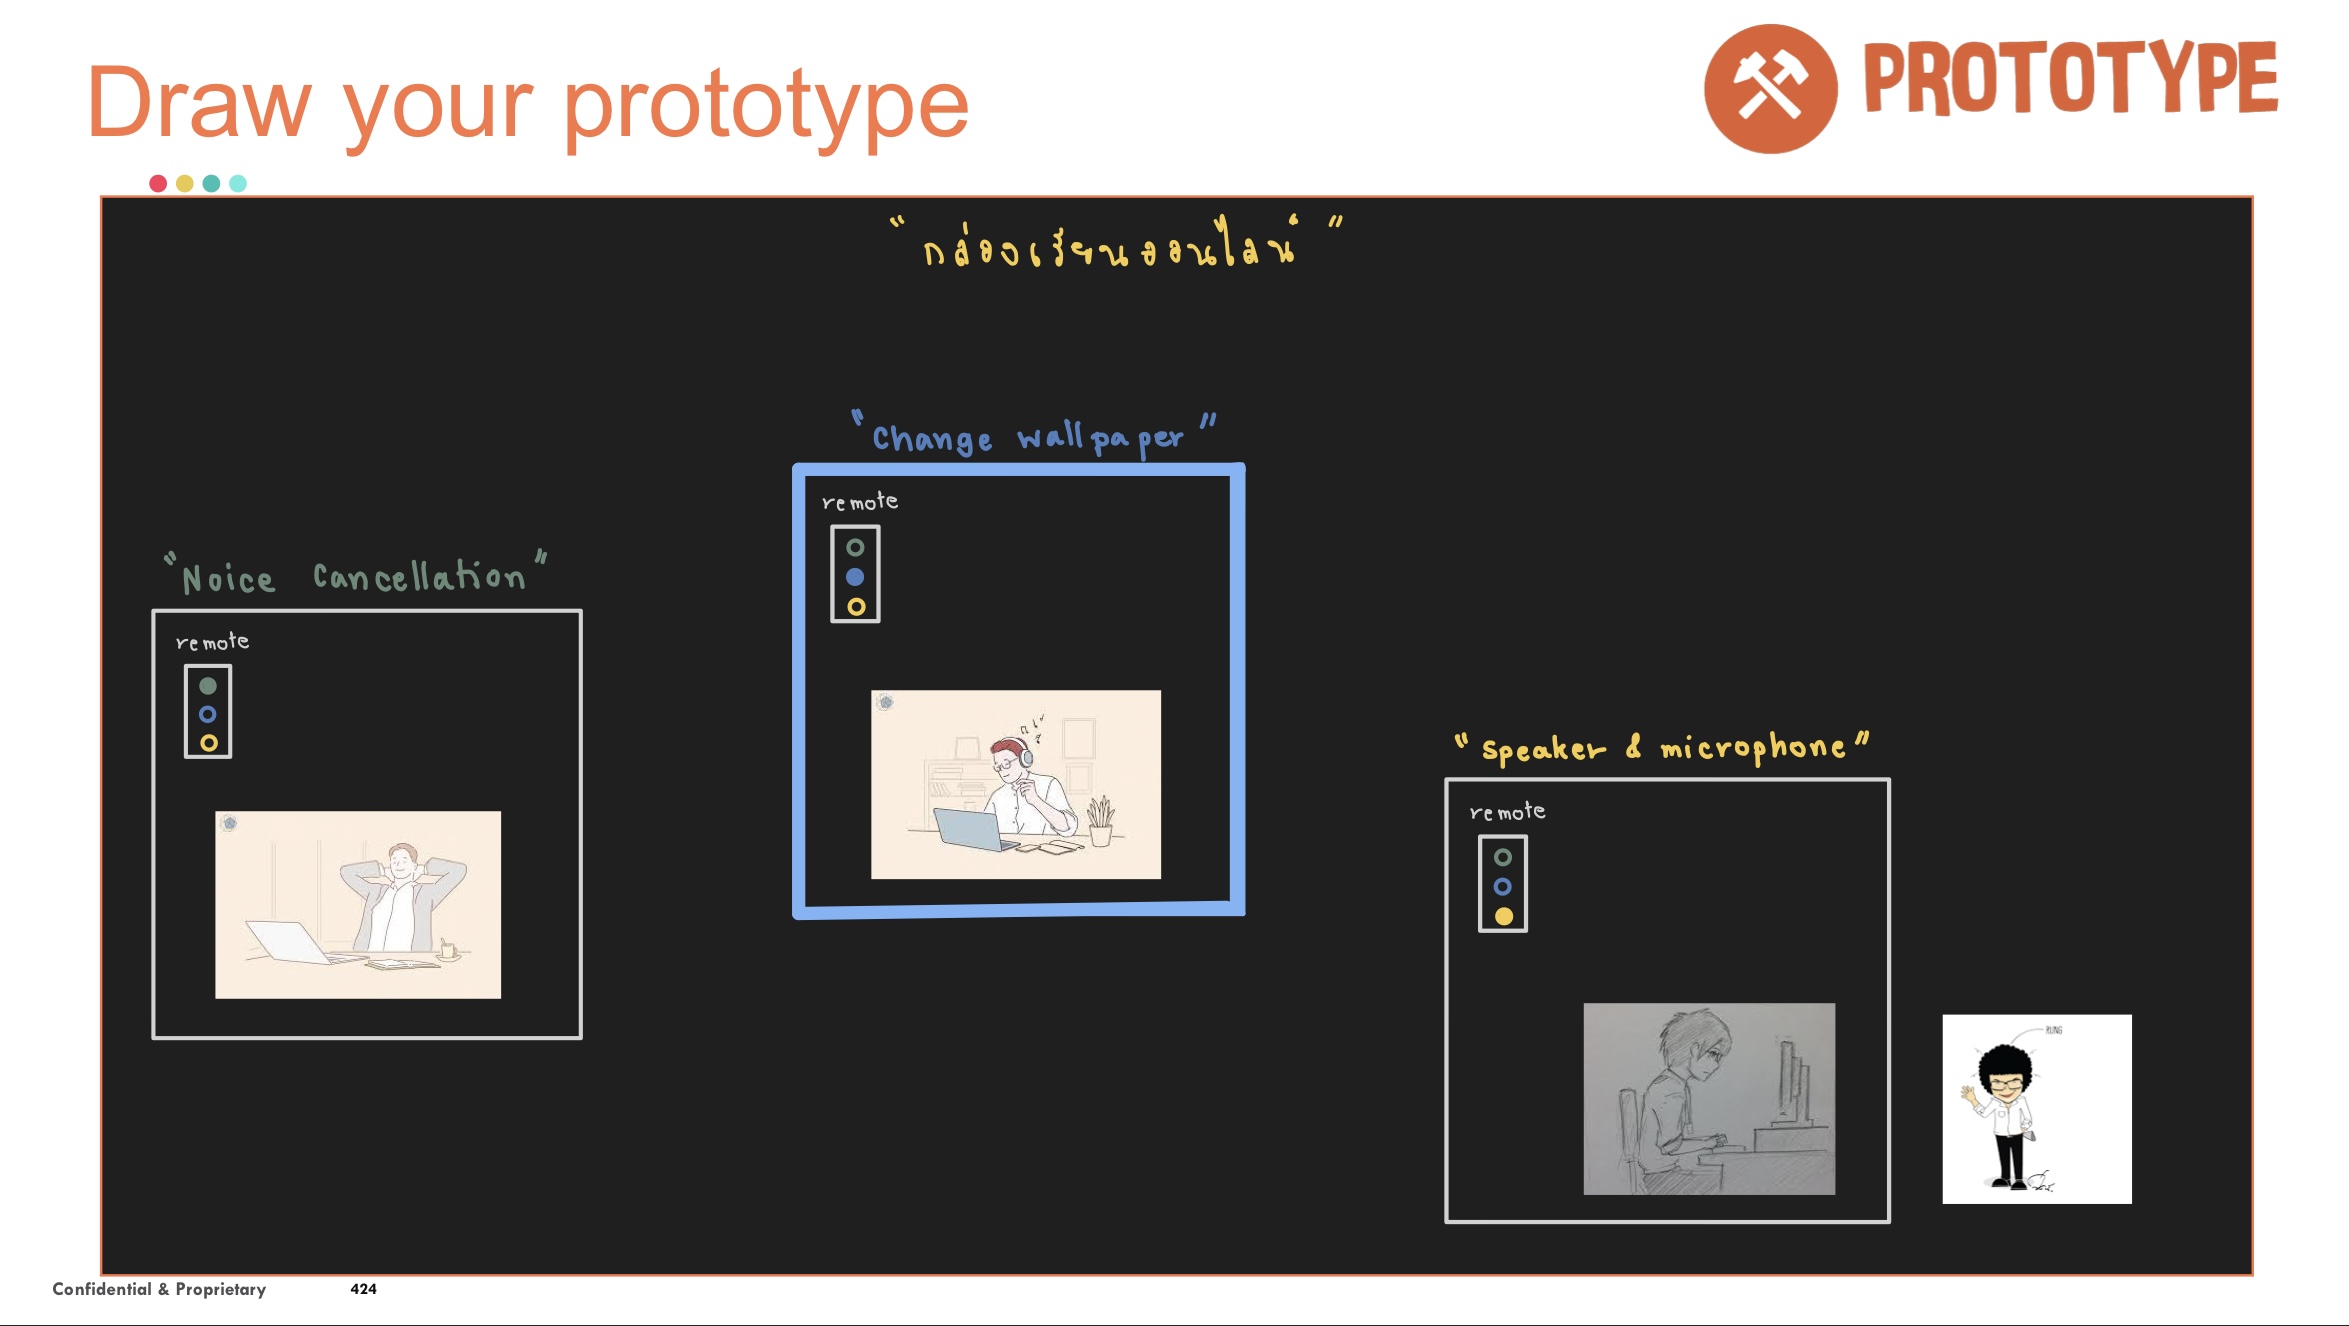 Draw your prototype
PROTOTYPE
"กล่องเรียนออนไลน์"
"Change wallpaper"
remote
"Noice Cancellation"
remote
"speaker & microphone"
remote
RUNG
Confidential & Proprietary
424